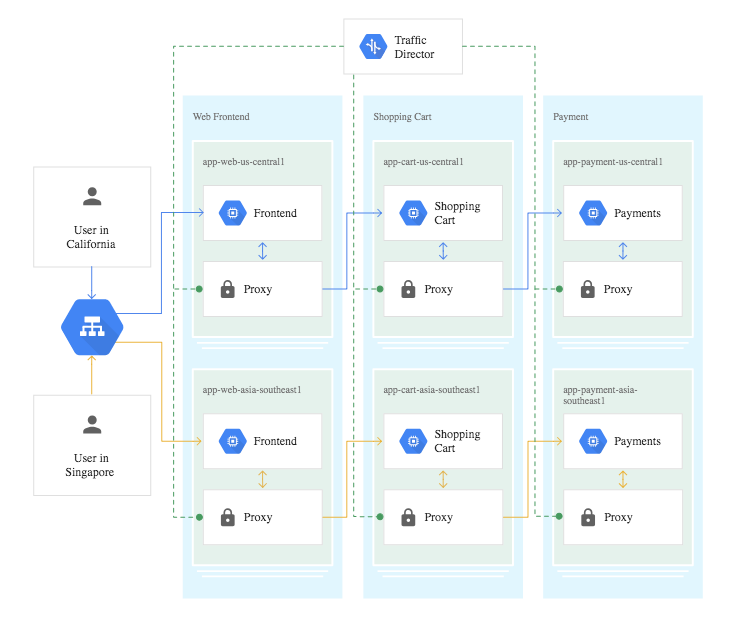 Traffic
Director
Web Frontend
Shopping Cart
Payment
app-web-us-central1
app-cart-us-central1
app-payment-us-central1
User in
California
Frontend
Shopping
Cart
Payments
Proxy
Proxy
Proxy
app-web-asia-southeast1
app-cart-asia-southeast1
app-payment-asia-
southeast1
User in
Singapore
Frontend
Shopping
Cart
Payments
Proxy
Proxy
Proxy